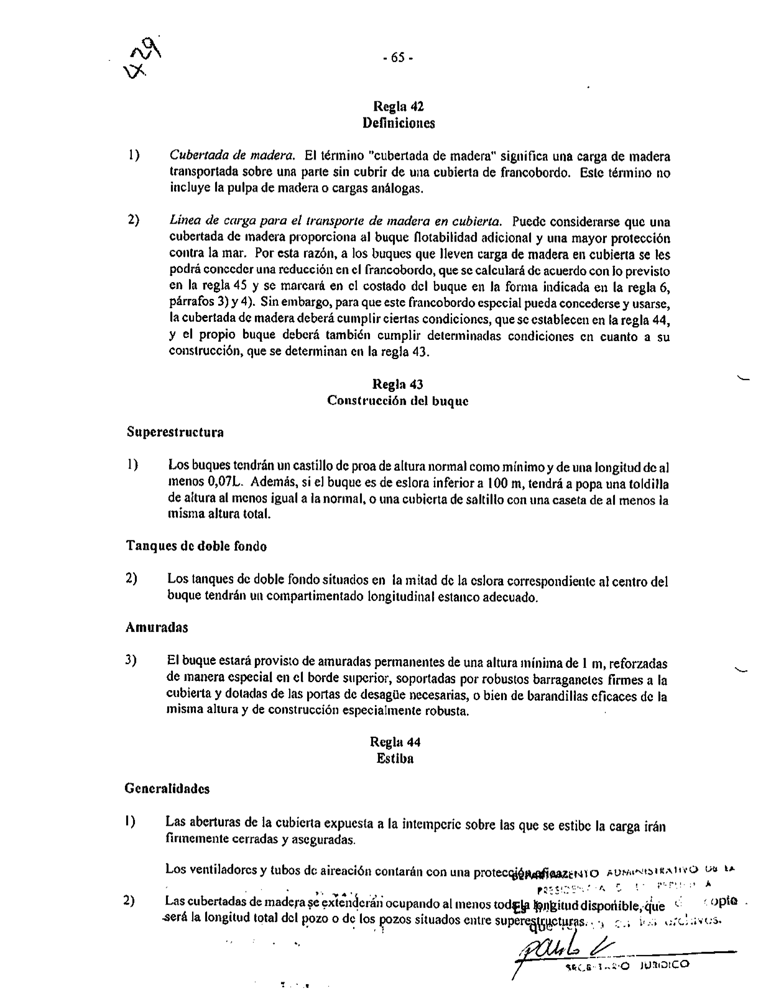 429
- 65 -
Regla 42
Definiciones
1) Cubertada de madera. El término "cubertada de madera" significa una carga de madera
transportada sobre una parte sin cubrir de una cubierta de francobordo. Este término no
incluye la pulpa de madera o cargas análogas.
2) Línea de carga para el transporte de madera en cubierta. Puede considerarse que una
cubertada de madera proporciona al buque flotabilidad adicional y una mayor protección
contra la mar. Por esta razón, a los buques que lleven carga de madera en cubierta se les
podrá conceder una reducción en el francobordo, que se calculará de acuerdo con lo previsto
en la regla 45 y se marcará en el costado del buque en la forma indicada en la regla 6,
párrafos 3) y 4). Sin embargo, para que este francobordo especial pueda concederse y usarse,
la cubertada de madera deberá cumplir ciertas condiciones, que se establecen en la regla 44,
y el propio buque deberá también cumplir determinadas condiciones en cuanto a su
construcción, que se determinan en la regla 43.
Regla 43
Construcción del buque
Superestructura
1) Los buques tendrán un castillo de proa de altura normal como mínimo y de una longitud de al
menos 0,07L. Además, si el buque es de eslora inferior a 100 m, tendrá a popa una toldilla
de altura al menos igual a la normal, o una cubierta de saltillo con una caseta de al menos la
misma altura total.
Tanques de doble fondo
2) Los tanques de doble fondo situados en la mitad de la eslora correspondiente al centro del
buque tendrán un compartimentado longitudinal estanco adecuado.
Amuradas
3) El buque estará provisto de amuradas permanentes de una altura mínima de 1 m, reforzadas
de manera especial en el borde superior, soportadas por robustos barraganetes firmes a la
cubierta y dotadas de las portas de desagüe necesarias, o bien de barandillas eficaces de la
misma altura y de construcción especialmente robusta.
Regla 44
Estiba
Generalidades
1) Las aberturas de la cubierta expuesta a la intemperie sobre las que se estibe la carga irán
firmemente cerradas y aseguradas.
Los ventiladores y tubos de aireación contarán con una protección eficaz.
ADMINISTRATIVO DE LA
2) Las cubertadas de madera se extenderán ocupando al menos toda la longitud disponible, que
Es copia
será la longitud total del pozo o de los pozos situados entre superestructuras.
que en los archivos.
SECRETARIO JURIDICO